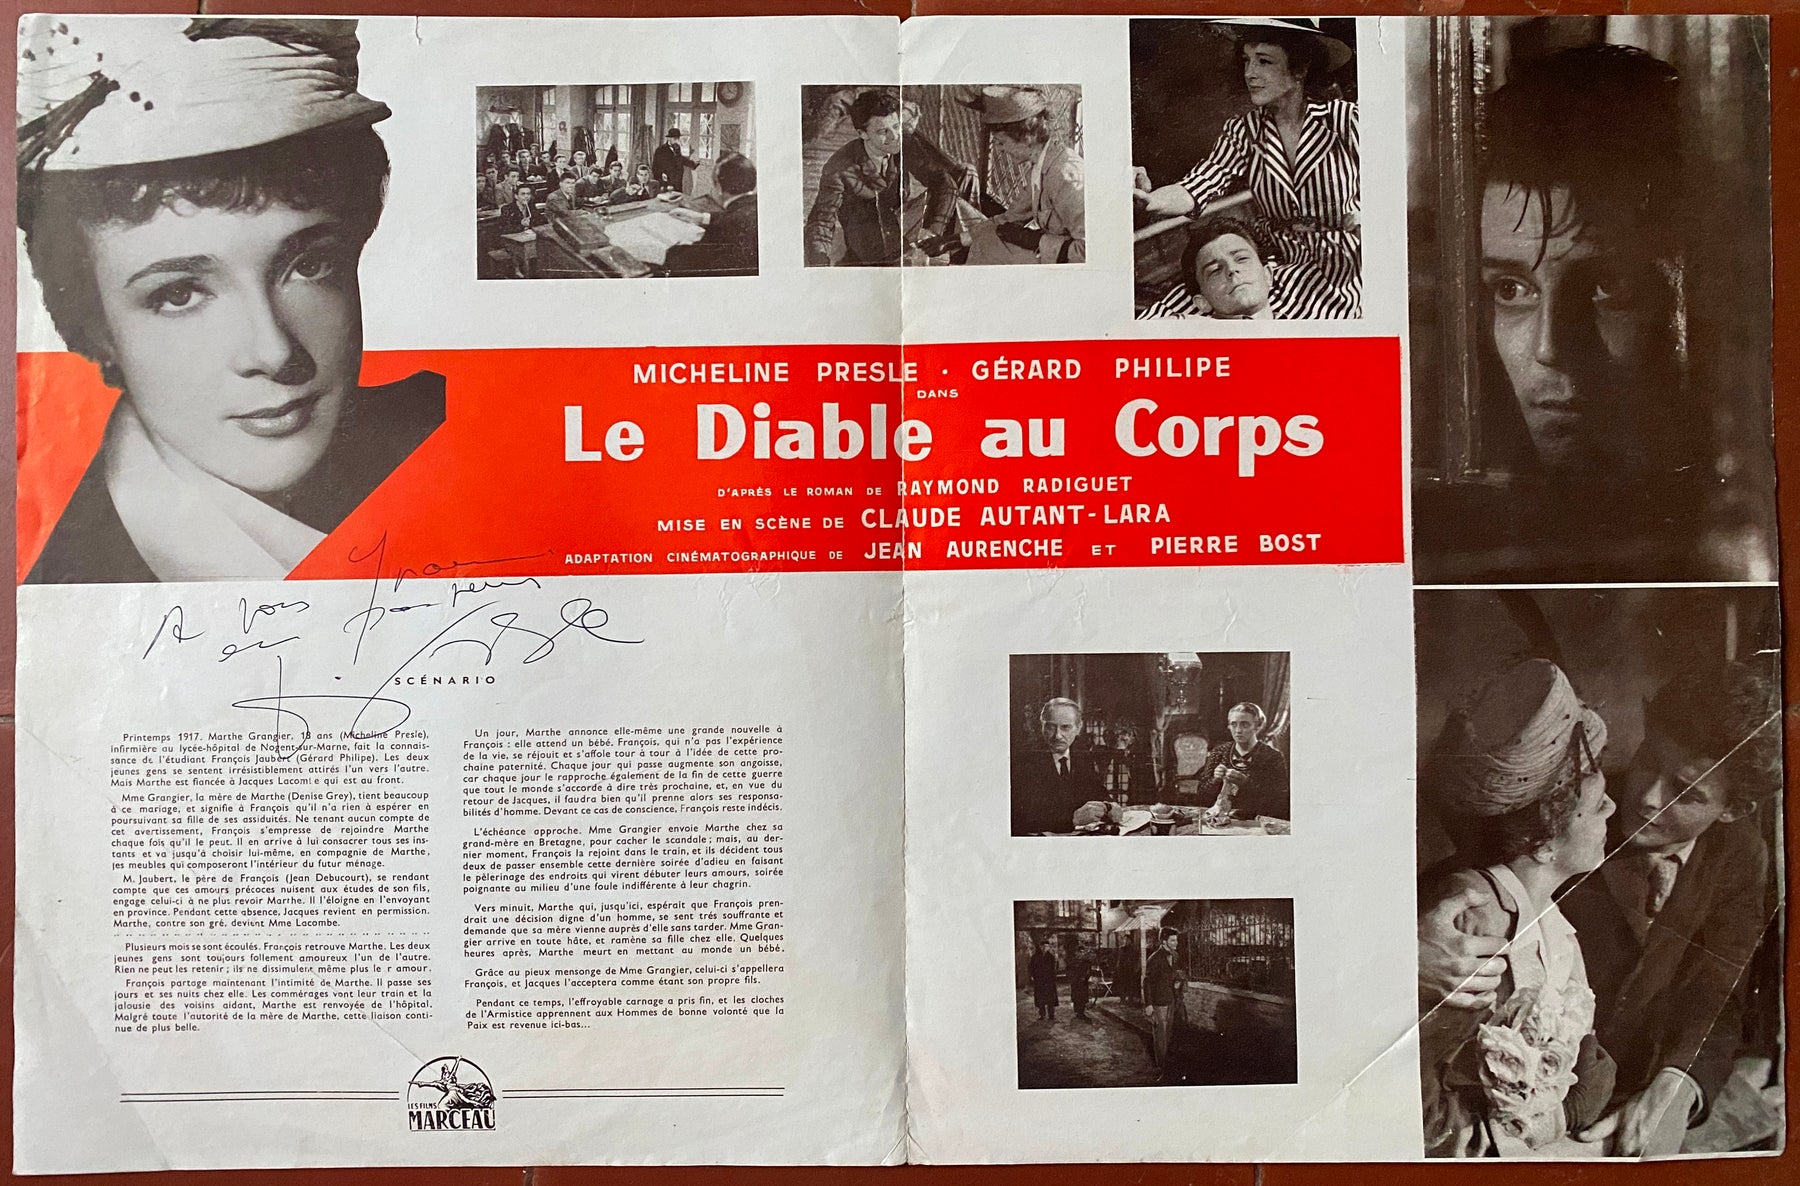 MICHELINE PRESLE · GÉRARD PHILIPE
DANS
Le Diable au Corps
D'APRÈS LE ROMAN DE RAYMOND RADIGUET
MISE EN SCÈNE DE CLAUDE AUTANT-LARA
ADAPTATION CINÉMATOGRAPHIQUE DE JEAN AURENCHE ET PIERRE BOST
A vous
en
SCÉNARIO
Printemps 1917. Marthe Grangier, 18 ans (Micheline Presle),
infirmière au lycée-hôpital de Nogent-sur-Marne, fait la connais-
sance de l'étudiant François Jaubert (Gérard Philipe). Les deux
jeunes gens se sentent irrésistiblement attirés l'un vers l'autre.
Mais Marthe est fiancée à Jacques Lacombe qui est au front.
Mme Grangier, la mère de Marthe (Denise Grey), tient beaucoup
à ce mariage, et signifie à François qu'il n'a rien à espérer en
poursuivant sa fille de ses assiduités. Ne tenant aucun compte de
cet avertissement, François s'empresse de rejoindre Marthe
chaque fois qu'il le peut. Il en arrive à lui consacrer tous ses ins-
tants et va jusqu'à choisir lui-même, en compagnie de Marthe,
les meubles qui composeront l'intérieur du futur ménage.
M. Jaubert, le père de François (Jean Debucourt), se rendant
compte que ces amours précoces nuisent aux études de son fils,
engage celui-ci à ne plus revoir Marthe. Il l'éloigne en l'envoyant
en province. Pendant cette absence, Jacques revient en permission.
Marthe, contre son gré, devient Mme Lacombe.
Plusieurs mois se sont écoulés. François retrouve Marthe. Les deux
jeunes gens sont toujours follement amoureux l'un de l'autre.
Rien ne peut les retenir ; ils ne dissimulent même plus le r amour.
François partage maintenant l'intimité de Marthe. Il passe ses
jours et ses nuits chez elle. Les commérages vont leur train et la
jalousie des voisins aidant, Marthe est renvoyée de l'hôpital.
Malgré toute l'autorité de la mère de Marthe, cette liaison conti-
nue de plus belle.
Un jour, Marthe annonce elle-même une grande nouvelle à
François : elle attend un bébé. François, qui n'a pas l'expérience
de la vie, se réjouit et s'affole tour à tour à l'idée de cette pro-
chaine paternité. Chaque jour qui passe augmente son angoisse,
car chaque jour le rapproche également de la fin de cette guerre
que tout le monde s'accorde à dire très prochaine, et, en vue du
retour de Jacques, il faudra bien qu'il prenne alors ses responsa-
bilités d'homme. Devant ce cas de conscience, François reste indécis.
L'échéance approche. Mme Grangier envoie Marthe chez sa
grand-mère en Bretagne, pour cacher le scandale ; mais, au der-
nier moment, François la rejoint dans le train, et ils décident tous
deux de passer ensemble cette dernière soirée d'adieu en faisant
le pèlerinage des endroits qui virent débuter leurs amours, soirée
poignante au milieu d'une foule indifférente à leur chagrin.
Vers minuit, Marthe qui, jusqu'ici, espérait que François pren-
drait une décision digne d'un homme, se sent trés souffrante et
demande que sa mère vienne auprès d'elle sans tarder. Mme Gran-
gier arrive en toute hâte, et ramène sa fille chez elle. Quelques
heures après, Marthe meurt en mettant au monde un bébé.
Grâce au pieux mensonge de Mme Grangier, celui-ci s'appellera
François, et Jacques l'acceptera comme étant son propre fils.
Pendant ce temps, l'effroyable carnage a pris fin, et les cloches
de l'Armistice apprennent aux Hommes de bonne volonté que la
Paix est revenue ici-bas...
LES FILMS
MARCEAU